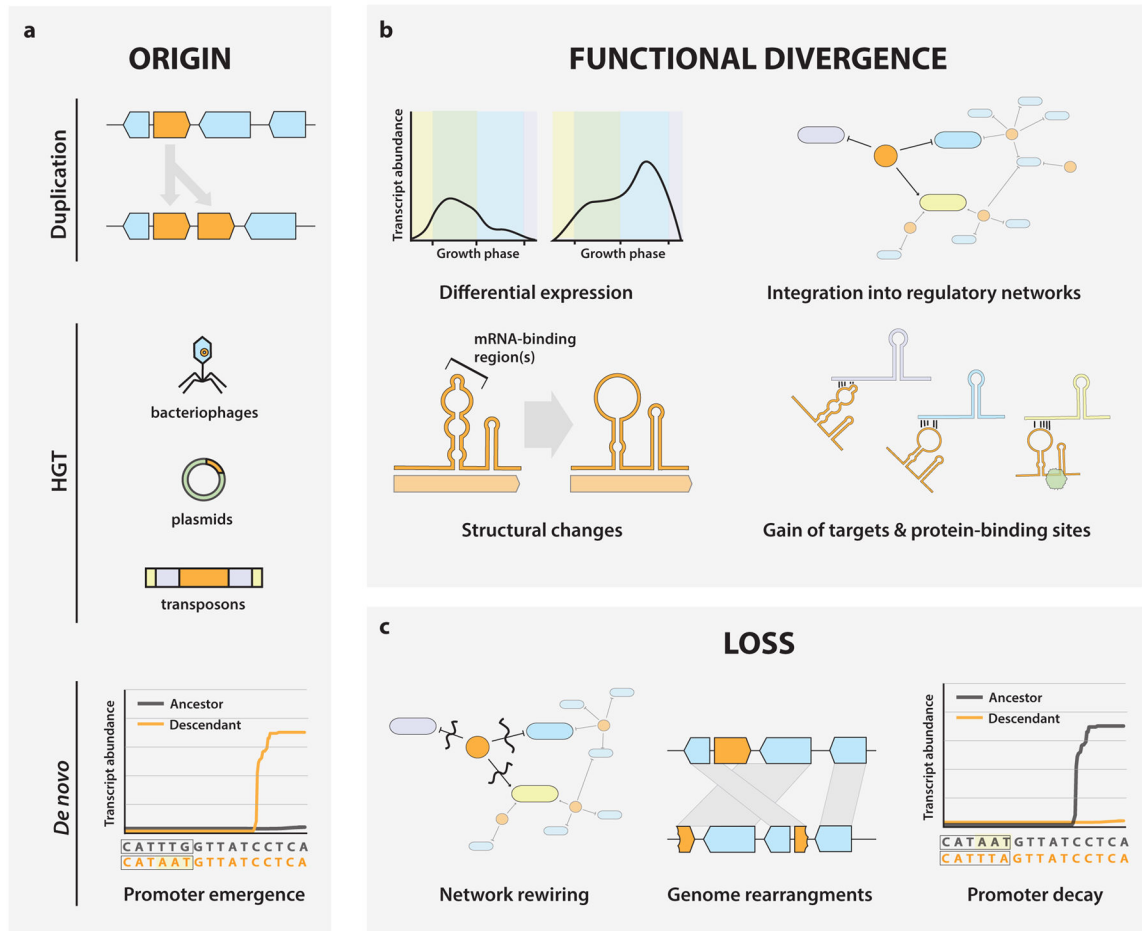 a
ORIGIN
Duplication
HGT
bacteriophages
plasmids
transposons
De novo
Transcript abundance
Ancestor
Descendant
CATTTGGTTATCCTCA
CATAATGTTATCCTCA
Promoter emergence
b
FUNCTIONAL DIVERGENCE
Transcript abundance
Growth phase
Growth phase
Differential expression
Integration into regulatory networks
mRNA-binding
region(s)
Structural changes
Gain of targets & protein-binding sites
c
LOSS
Network rewiring
Genome rearrangments
Transcript abundance
Ancestor
Descendant
CATAATGTTATCCTCA
CATTTAGTTATCCTCA
Promoter decay